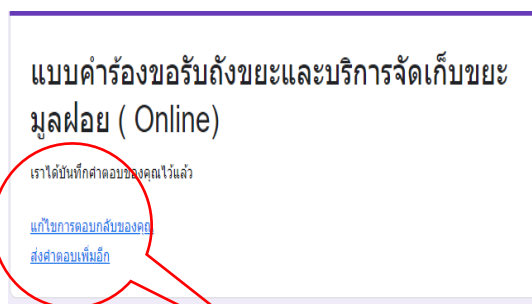 แบบคำร้องขอรับถังขยะและบริการจัดเก็บขยะ
มูลฝอย ( Online)
เราได้บันทึกคำตอบของคุณไว้แล้ว
แก้ไขการตอบกลับของคุณ
ส่งคำตอบเพิ่มอีก